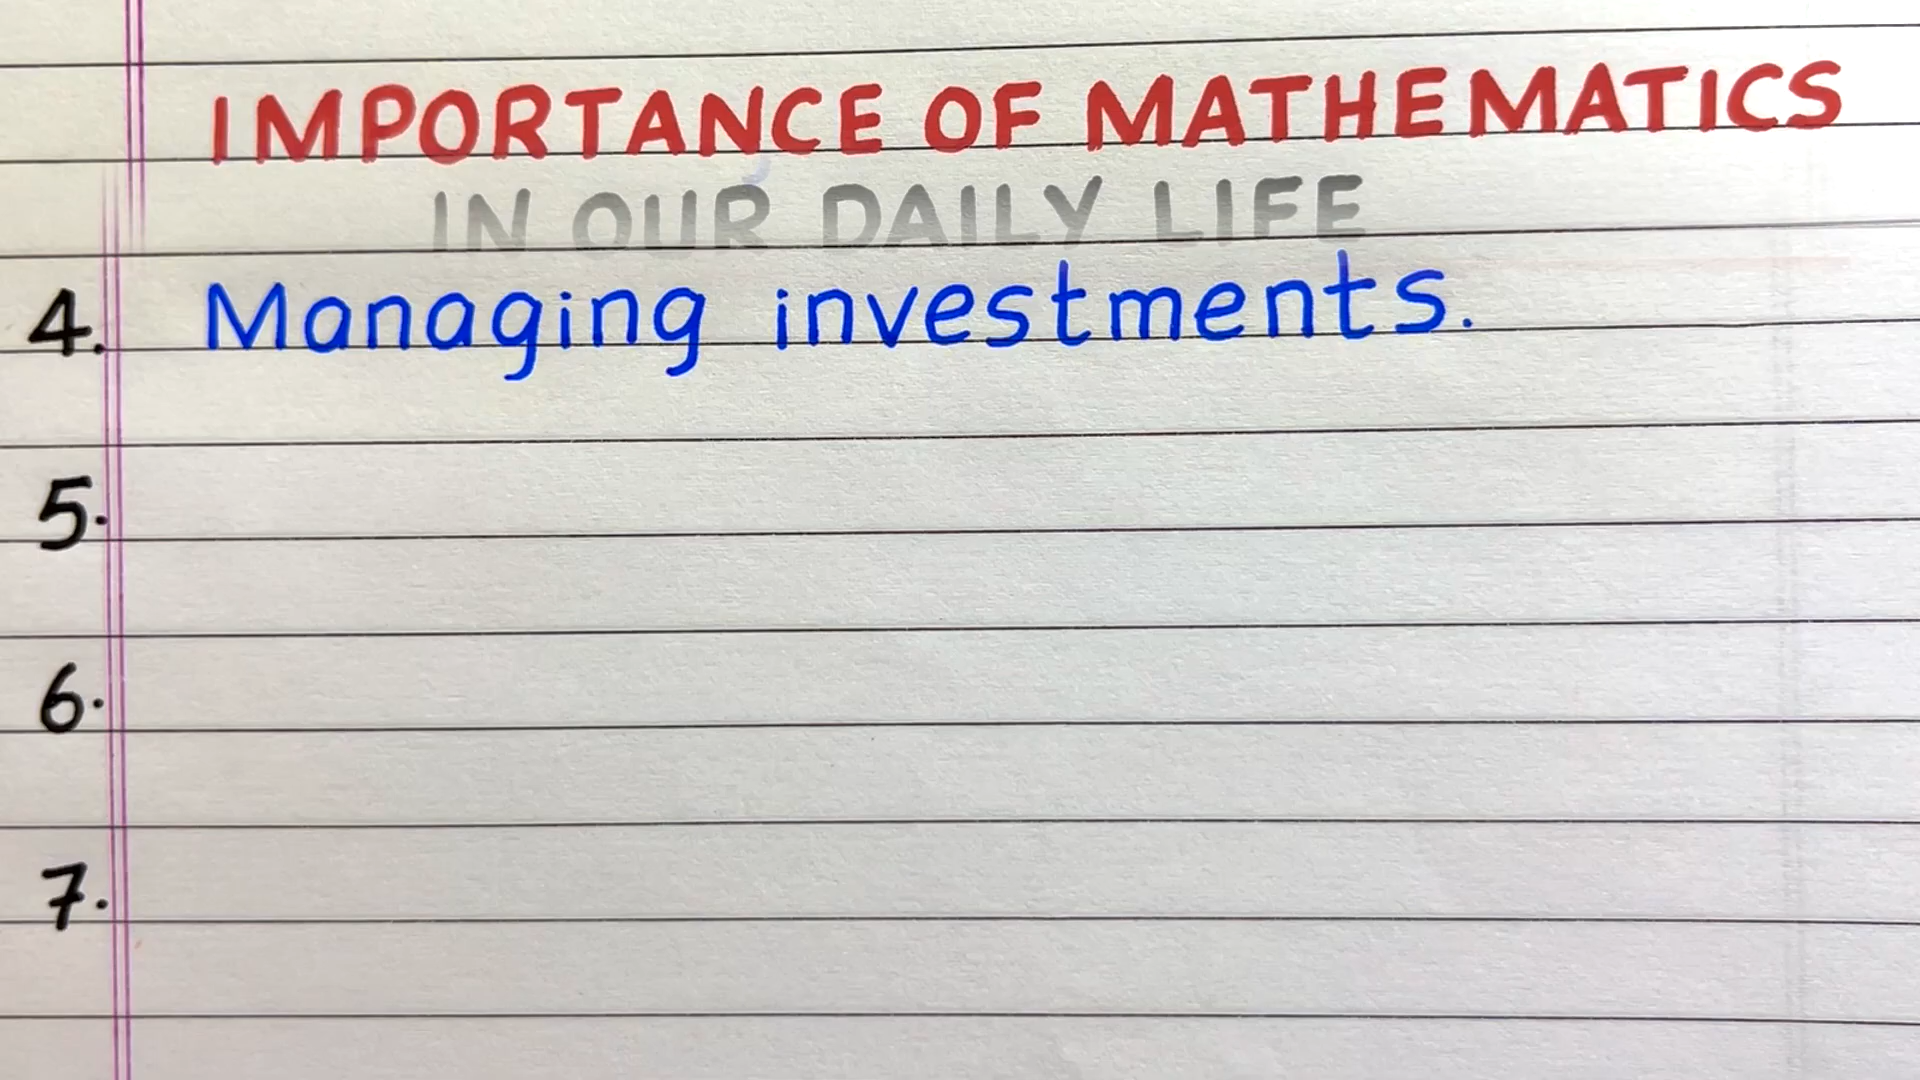 IMPORTANCE OF MATHEMATICS
IN OUR DAILY LIFE
4. Managing investments.
5.
6.
7.